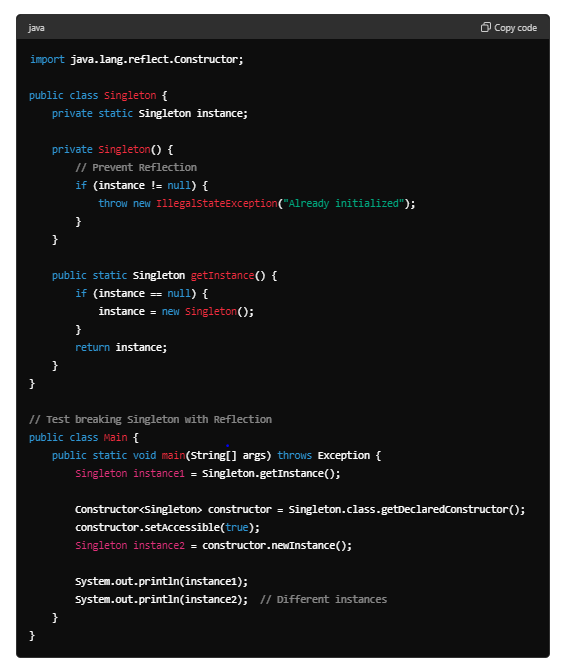 java
Copy code
import java.lang.reflect.Constructor;
public class Singleton {
    private static Singleton instance;
    private Singleton() {
        // Prevent Reflection
        if (instance != null) {
            throw new IllegalStateException("Already initialized");
        }
    }
    public static Singleton getInstance() {
        if (instance == null) {
            instance = new Singleton();
        }
        return instance;
    }
}
// Test breaking Singleton with Reflection
public class Main {
    public static void main(String[] args) throws Exception {
        Singleton instance1 = Singleton.getInstance();
        Constructor<Singleton> constructor = Singleton.class.getDeclaredConstructor();
        constructor.setAccessible(true);
        Singleton instance2 = constructor.newInstance();
        System.out.println(instance1);
        System.out.println(instance2);  // Different instances
    }
}